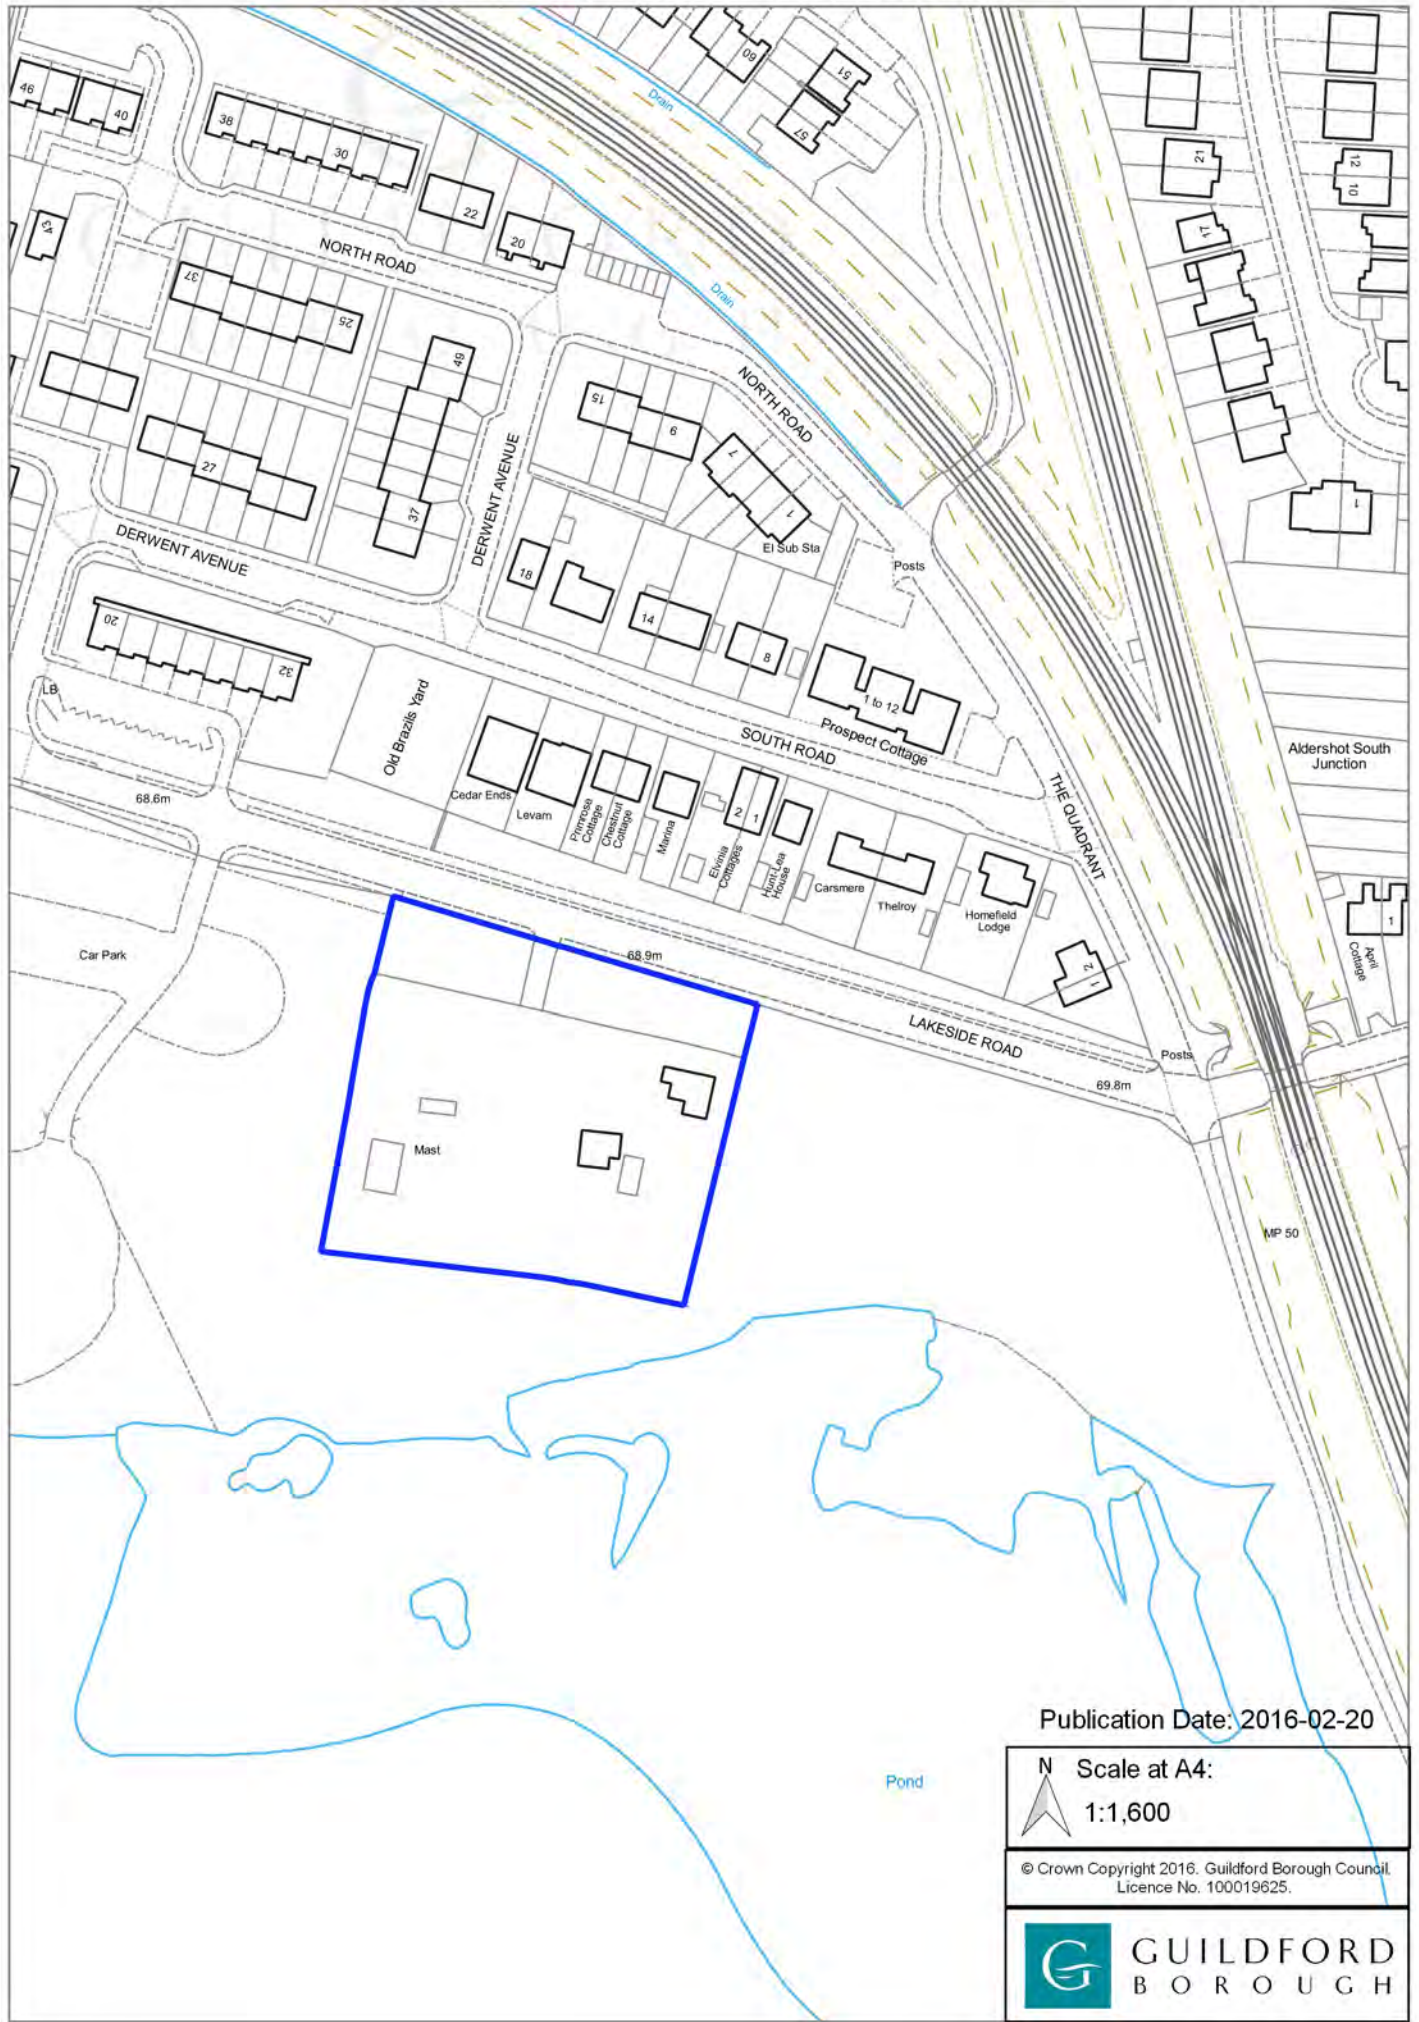 60
51
57
Drain
46
40
38
30
22
20
43
NORTH ROAD
37
25
49
Drain
21
12
10
17
15
9
NORTH ROAD
7
1
El Sub Sta
27
37
DERWENT AVENUE
DERWENT AVENUE
18
14
8
Posts
1
20
32
LB
Old Brazils Yard
1 to 12
Prospect Cottage
SOUTH ROAD
THE QUADRANT
Aldershot South
Junction
68.6m
Cedar Ends
Levam
Primrose
Cottage
Chestnut
Cottage
Marina
2 1
Elvinia
Cottages
Hunt-Lea
House
Carsmere
Thelroy
Homefield
Lodge
2
1
1
April
Cottage
Car Park
68.9m
LAKESIDE ROAD
Posts
69.8m
Mast
MP 50
Pond
Publication Date: 2016-02-20
N
Scale at A4:
1:1,600
© Crown Copyright 2016. Guildford Borough Council.
Licence No. 100019625.
G
GUILDFORD
BOROUGH